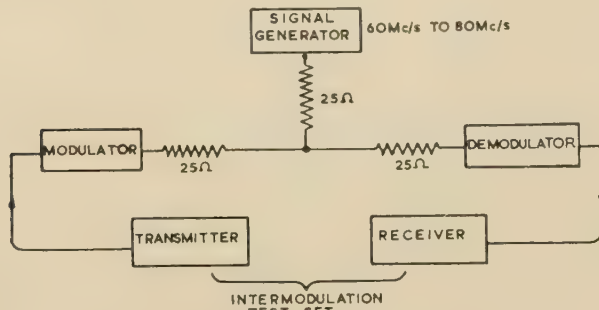 SIGNAL
GENERATOR
60Mc/s TO 80Mc/s
25Ω
MODULATOR
25Ω
25Ω
DEMODULATOR
TRANSMITTER
RECEIVER
INTERMODULATION
TEST SET